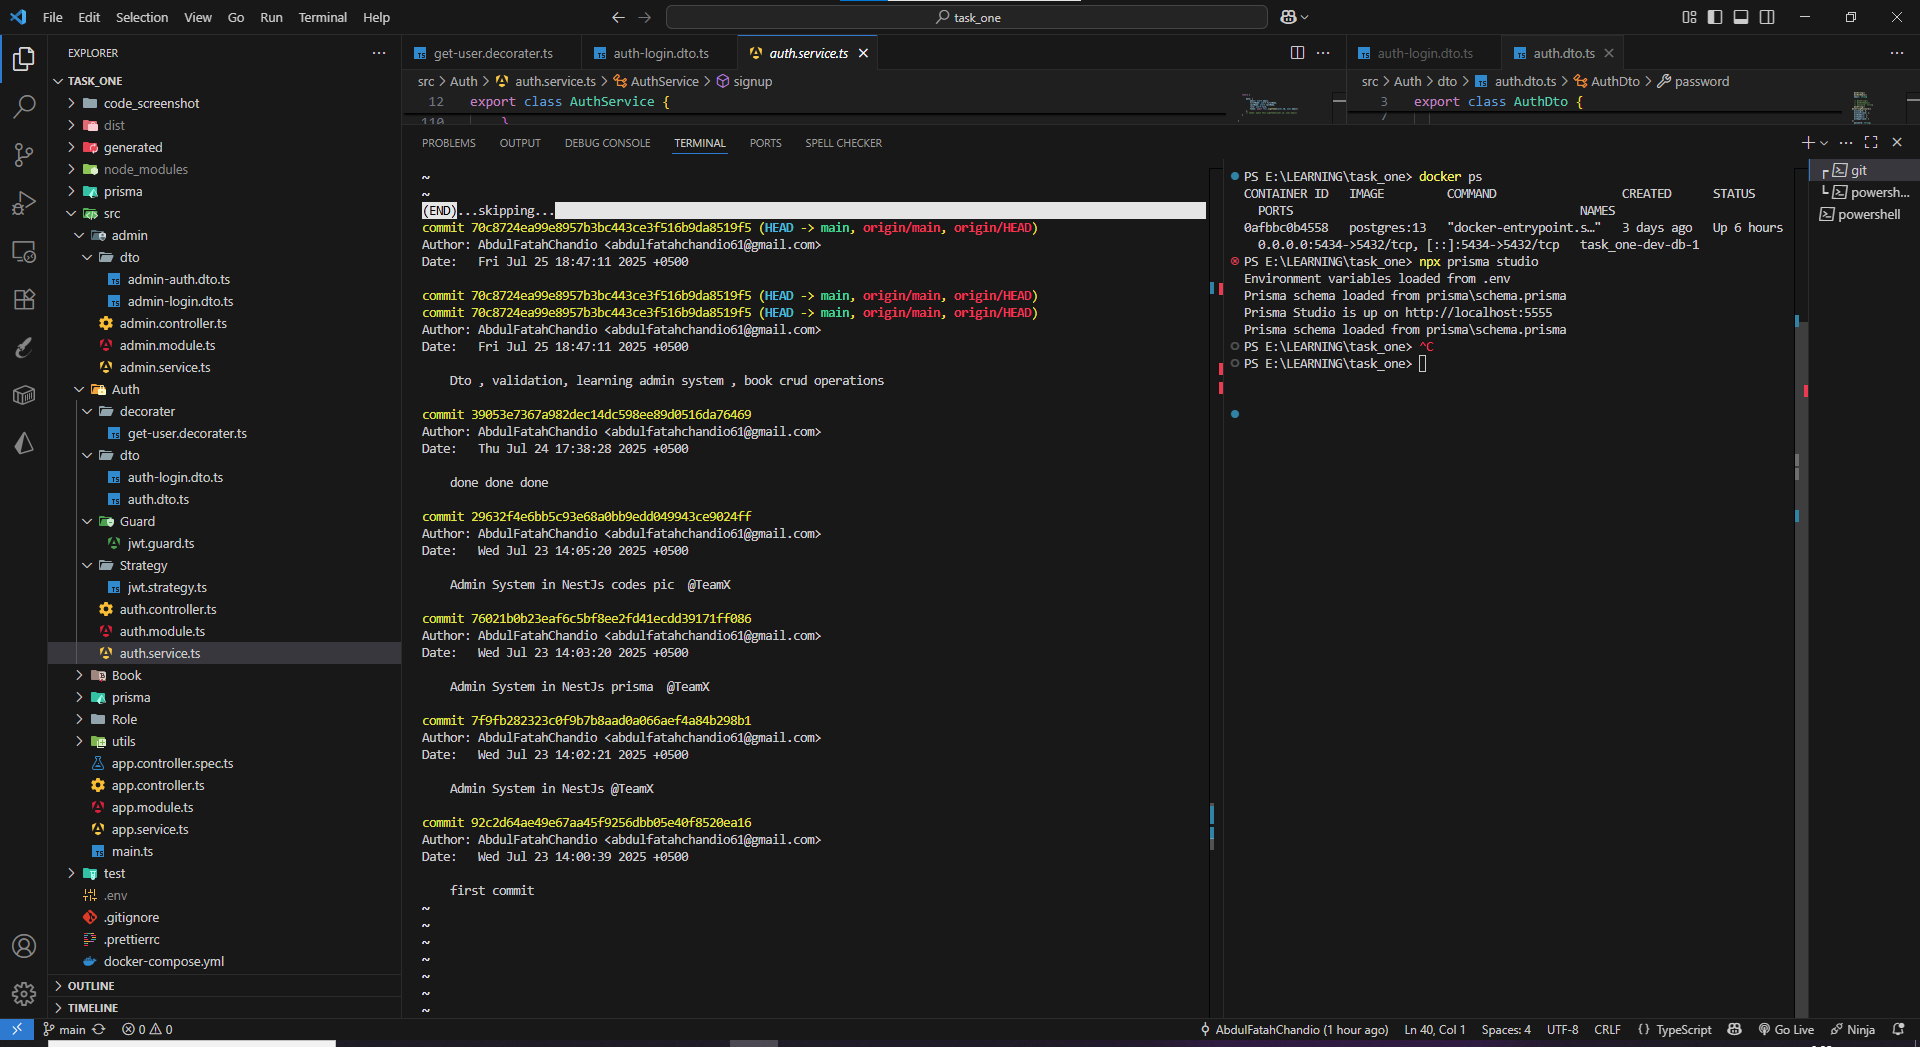 File Edit Selection View Go Run Terminal Help
task_one
EXPLORER
TASK_ONE
code_screenshot
dist
generated
node_modules
prisma
src
admin
dto
admin-auth.dto.ts
admin-login.dto.ts
admin.controller.ts
admin.module.ts
admin.service.ts
Auth
decorater
get-user.decorater.ts
dto
auth-login.dto.ts
auth.dto.ts
Guard
jwt.guard.ts
Strategy
jwt.strategy.ts
auth.controller.ts
auth.module.ts
auth.service.ts
Book
prisma
Role
utils
app.controller.spec.ts
app.controller.ts
app.module.ts
app.service.ts
main.ts
test
.env
.gitignore
.prettierrc
docker-compose.yml
OUTLINE
TIMELINE
get-user.decorater.ts auth-login.dto.ts auth.service.ts
src > Auth > auth.service.ts > AuthService > signup
12 export class AuthService {
110 }
auth-login.dto.ts auth.dto.ts
src > Auth > dto > auth.dto.ts > AuthDto > password
3 export class AuthDto {
7
PROBLEMS OUTPUT DEBUG CONSOLE TERMINAL PORTS SPELL CHECKER
~
~
(END)...skipping...
commit 70c8724ea99e8957b3bc443ce3f516b9da8519f5 (HEAD -> main, origin/main, origin/HEAD)
Author: AbdulFatahChandio <abdulfatahchandio61@gmail.com>
Date:   Fri Jul 25 18:47:11 2025 +0500
commit 70c8724ea99e8957b3bc443ce3f516b9da8519f5 (HEAD -> main, origin/main, origin/HEAD)
commit 70c8724ea99e8957b3bc443ce3f516b9da8519f5 (HEAD -> main, origin/main, origin/HEAD)
Author: AbdulFatahChandio <abdulfatahchandio61@gmail.com>
Date:   Fri Jul 25 18:47:11 2025 +0500
Dto , validation, learning admin system , book crud operations
commit 39053e7367a982dec14dc598ee89d0516da76469
Author: AbdulFatahChandio <abdulfatahchandio61@gmail.com>
Date:   Thu Jul 24 17:38:28 2025 +0500
done done done
commit 29632f4e6bb5c93e68a0bb9edd049943ce9024ff
Author: AbdulFatahChandio <abdulfatahchandio61@gmail.com>
Date:   Wed Jul 23 14:05:20 2025 +0500
Admin System in NestJs codes pic  @TeamX
commit 76021b0b23eaf6c5bf8ee2fd41ecdd39171ff086
Author: AbdulFatahChandio <abdulfatahchandio61@gmail.com>
Date:   Wed Jul 23 14:03:20 2025 +0500
Admin System in NestJs prisma  @TeamX
commit 7f9fb282323c0f9b7b8aad0a066aef4a84b298b1
Author: AbdulFatahChandio <abdulfatahchandio61@gmail.com>
Date:   Wed Jul 23 14:02:21 2025 +0500
Admin System in NestJs @TeamX
commit 92c2d64ae49e67aa45f9256dbb05e40f8520ea16
Author: AbdulFatahChandio <abdulfatahchandio61@gmail.com>
Date:   Wed Jul 23 14:00:39 2025 +0500
first commit
~
~
~
~
~
~
~
PS E:\LEARNING\task_one> docker ps
CONTAINER ID   IMAGE         COMMAND                  CREATED      STATUS
PORTS                                         NAMES
0afbbc0b4558   postgres:13   "docker-entrypoint.s…"   3 days ago   Up 6 hours
0.0.0.0:5434->5432/tcp, [::]:5434->5432/tcp   task_one-dev-db-1
PS E:\LEARNING\task_one> npx prisma studio
Environment variables loaded from .env
Prisma schema loaded from prisma\schema.prisma
Prisma Studio is up on http://localhost:5555
Prisma schema loaded from prisma\schema.prisma
PS E:\LEARNING\task_one> ^C
PS E:\LEARNING\task_one>
git
powersh...
powershell
main 0 0 AbdulFatahChandio (1 hour ago) Ln 40, Col 1 Spaces: 4 UTF-8 CRLF {} TypeScript Go Live Ninja